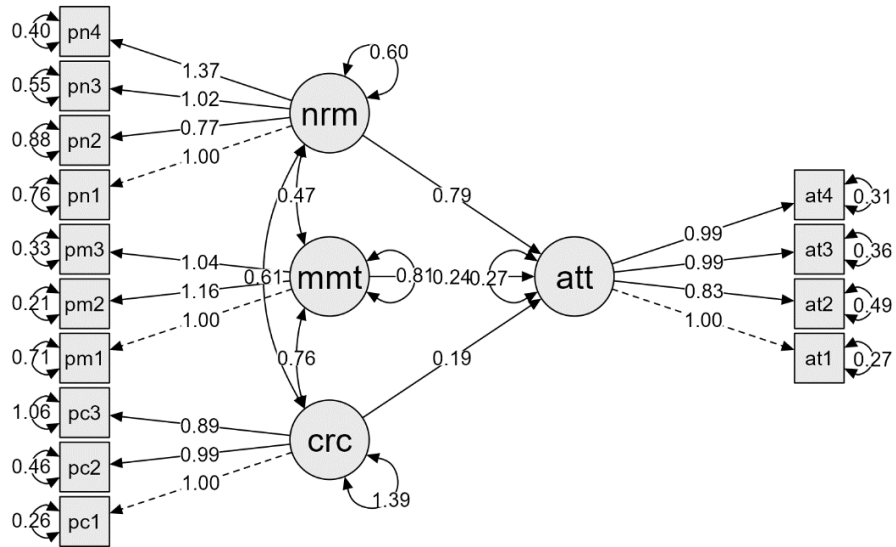 0.40 pn4
0.60
1.37
0.55 pn3
1.02
nrm
0.88 pn2
0.77
1.00
0.76 pn1
0.47
0.79
at4 0.31
0.99
0.33 pm3
1.04
at3 0.36
0.99
0.61 mmt 0.81 0.24 0.27 att
0.21 pm2
1.16
0.83
at2 0.49
1.00
1.00
0.71 pm1
0.76
0.19
at1 0.27
1.06 pc3
0.89
crc
0.46 pc2
0.99
1.00
1.39
0.26 pc1